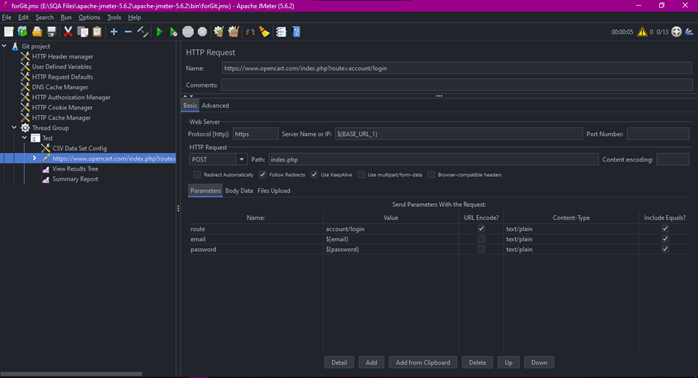 forGit.jmx (E:\SQA Files\apache-jmeter-5.6.2\apache-jmeter-5.6.2\bin\forGit.jmx) - Apache JMeter (5.6.2)
File Edit Search Run Options Tools Help
00:00:05 0 0/13
Git project
HTTP Header manager
User Defined Variables
HTTP Request Defaults
DNS Cache Manager
HTTP Authorization Manager
HTTP Cookie Manager
HTTP Cache Manager
Thread Group
Test
CSV Data Set Config
https://www.opencart.com/index.php?route=
View Results Tree
Summary Report
HTTP Request
Name: https://www.opencart.com/index.php?route=account/login
Comments:
Basic Advanced
Web Server
Protocol [http]: https Server Name or IP: ${BASE_URL_1} Port Number:
HTTP Request
POST Path: index.php Content encoding:
Redirect Automatically Follow Redirects Use KeepAlive Use multipart/form-data Browser-compatible headers
Parameters Body Data Files Upload
Send Parameters With the Request:
Name: Value URL Encode? Content-Type Include Equals?
route account/login text/plain
email ${email} text/plain
password ${password} text/plain
Detail Add Add from Clipboard Delete Up Down